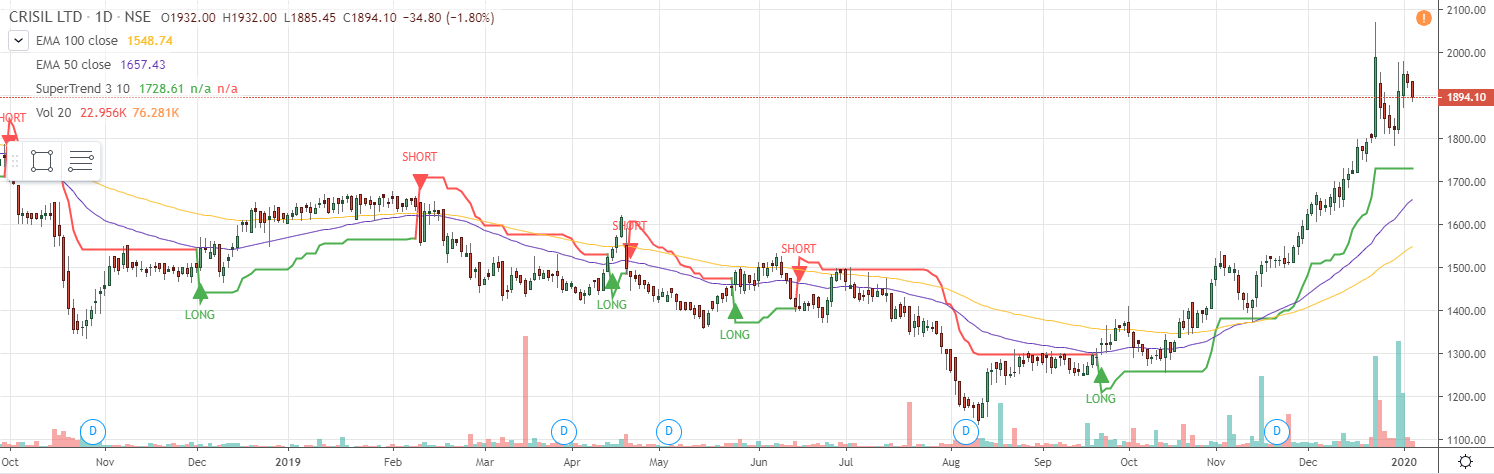 CRISIL LTD · 1D · NSE O1932.00 H1932.00 L1885.45 C1894.10 −34.80 (−1.80%)
EMA 100 close 1548.74
EMA 50 close 1657.43
SuperTrend 3 10 1728.61 n/a n/a
Vol 20 22.956K 76.281K
!
HORT
SHORT
SHORT
SHORT
LONG
LONG
LONG
LONG
2100.00
2000.00
1894.10
1800.00
1700.00
1600.00
1500.00
1400.00
1300.00
1200.00
1100.00
D D D D D
Oct Nov Dec 2019 Feb Mar Apr May Jun Jul Aug Sep Oct Nov Dec 2020